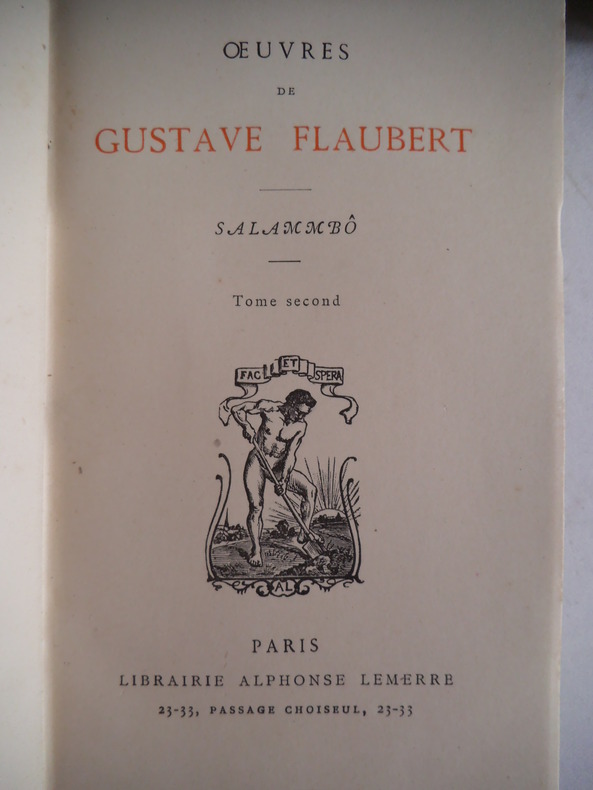 ŒUVRES
DE
GUSTAVE FLAUBERT
SALAMMBÔ
Tome second
FAC ET SPERA
AL
PARIS
LIBRAIRIE ALPHONSE LEMERRE
23-33, PASSAGE CHOISEUL, 23-33